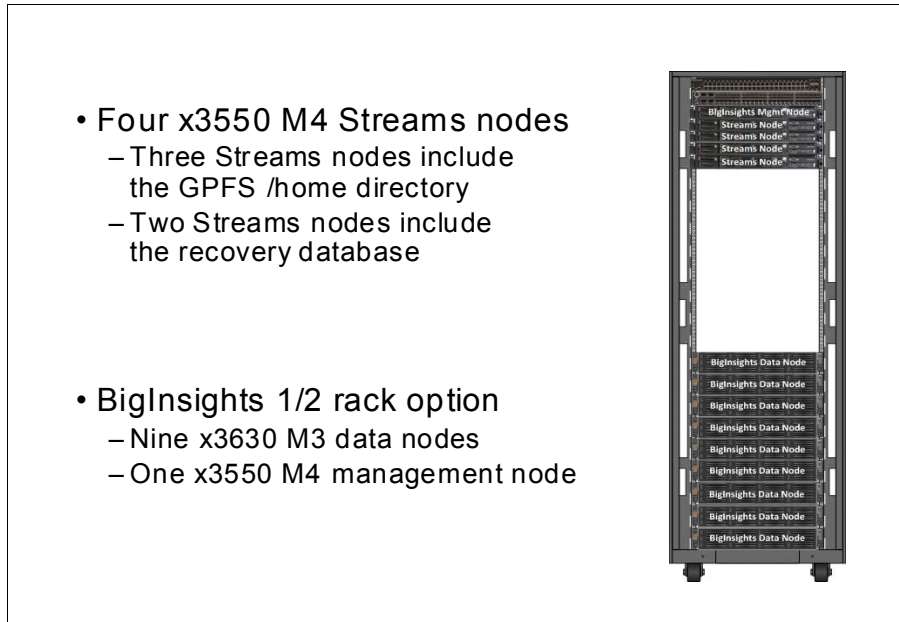 • Four x3550 M4 Streams nodes
– Three Streams nodes include
the GPFS /home directory
– Two Streams nodes include
the recovery database
• BigInsights 1/2 rack option
– Nine x3630 M3 data nodes
– One x3550 M4 management node
BigInsights Mgmt Node
Streams Node
Streams Node
Streams Node
Streams Node
BigInsights Data Node
BigInsights Data Node
BigInsights Data Node
BigInsights Data Node
BigInsights Data Node
BigInsights Data Node
BigInsights Data Node
BigInsights Data Node
BigInsights Data Node